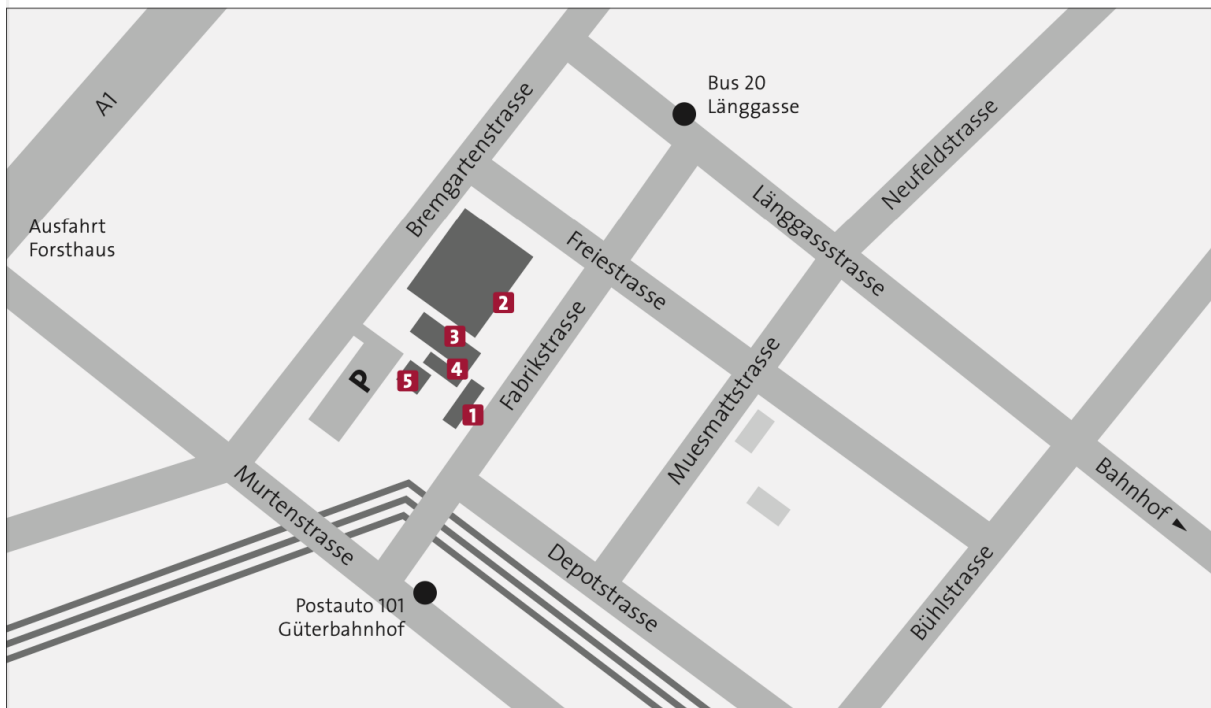 A1
Bremgartenstrasse
Bus 20
Länggasse
Neufeldstrasse
Ausfahrt
Forsthaus
Länggassstrasse
Freiestrasse
2
3
4
5
1
P
Fabrikstrasse
Muesmattstrasse
Murtenstrasse
Bahnhof
Depotstrasse
Bühlstrasse
Postauto 101
Güterbahnhof